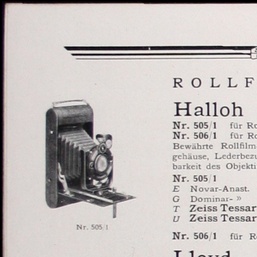 ROLLF
Halloh
Nr. 505/1 für Ro
Nr. 506/1 für Ro
Bewährte Rollfilm
gehäuse, Lederbezu
barkeit des Objekti
Nr. 505/1
E Novar-Anast.
G Dominar- »
T Zeiss Tessar
U Zeiss Tessar
Nr. 506/1 für R
Nr. 505/1
Lloyd